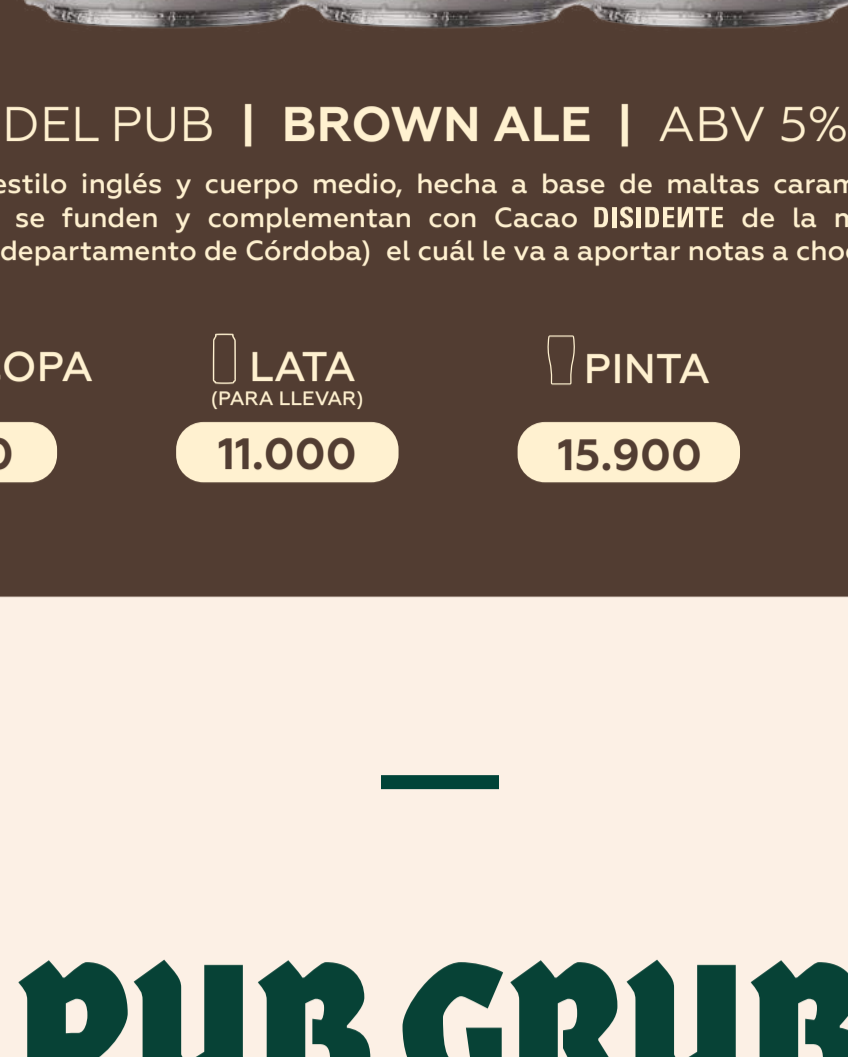 DEL PUB | BROWN ALE | ABV 5%
estilo inglés y cuerpo medio, hecha a base de maltas caram
se funden y complementan con Cacao DISIDENTE de la m
departamento de Córdoba) el cuál le va a aportar notas a choc
OPA
LATA
PINTA
(PARA LLEVAR)
0
11.000
15.900
PUB GRUB